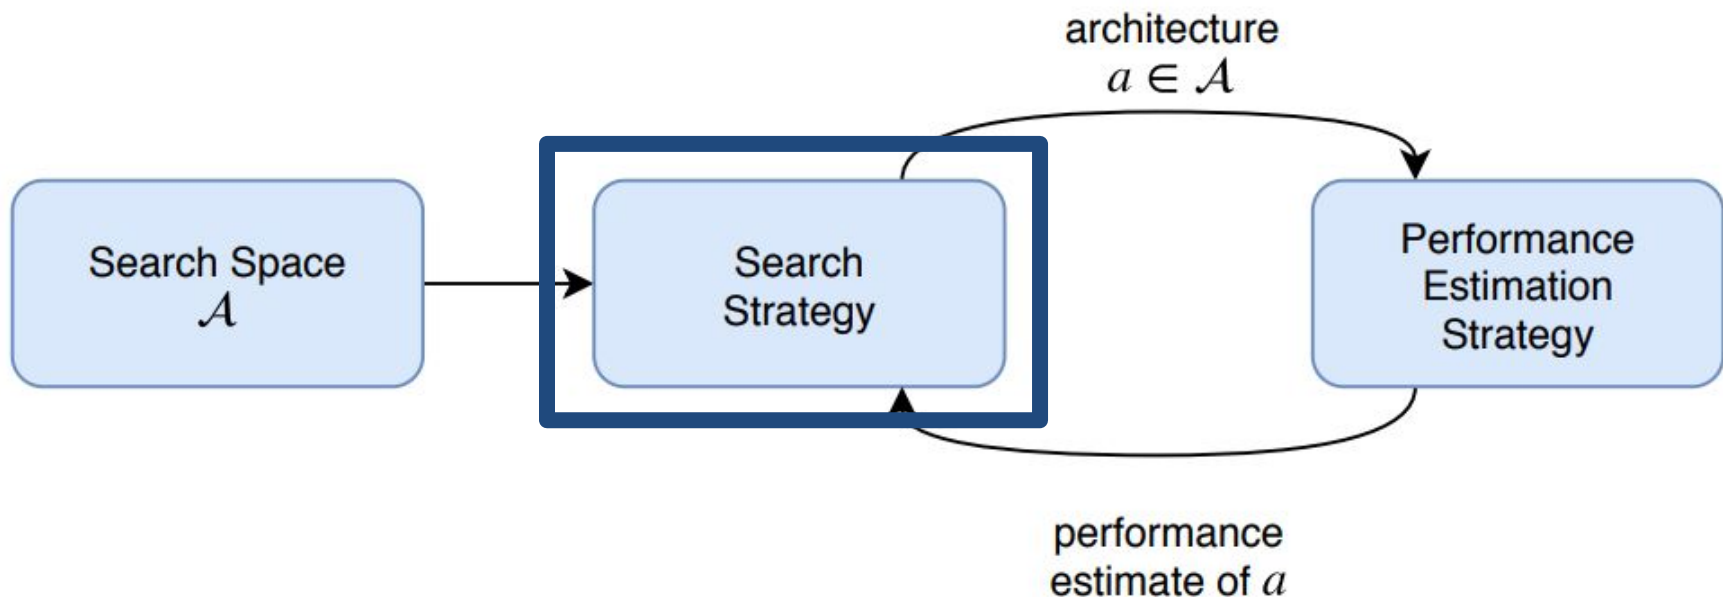 architecture
a ∈ 𝒜
Search Space
𝒜
Search
Strategy
Performance
Estimation
Strategy
performance
estimate of a